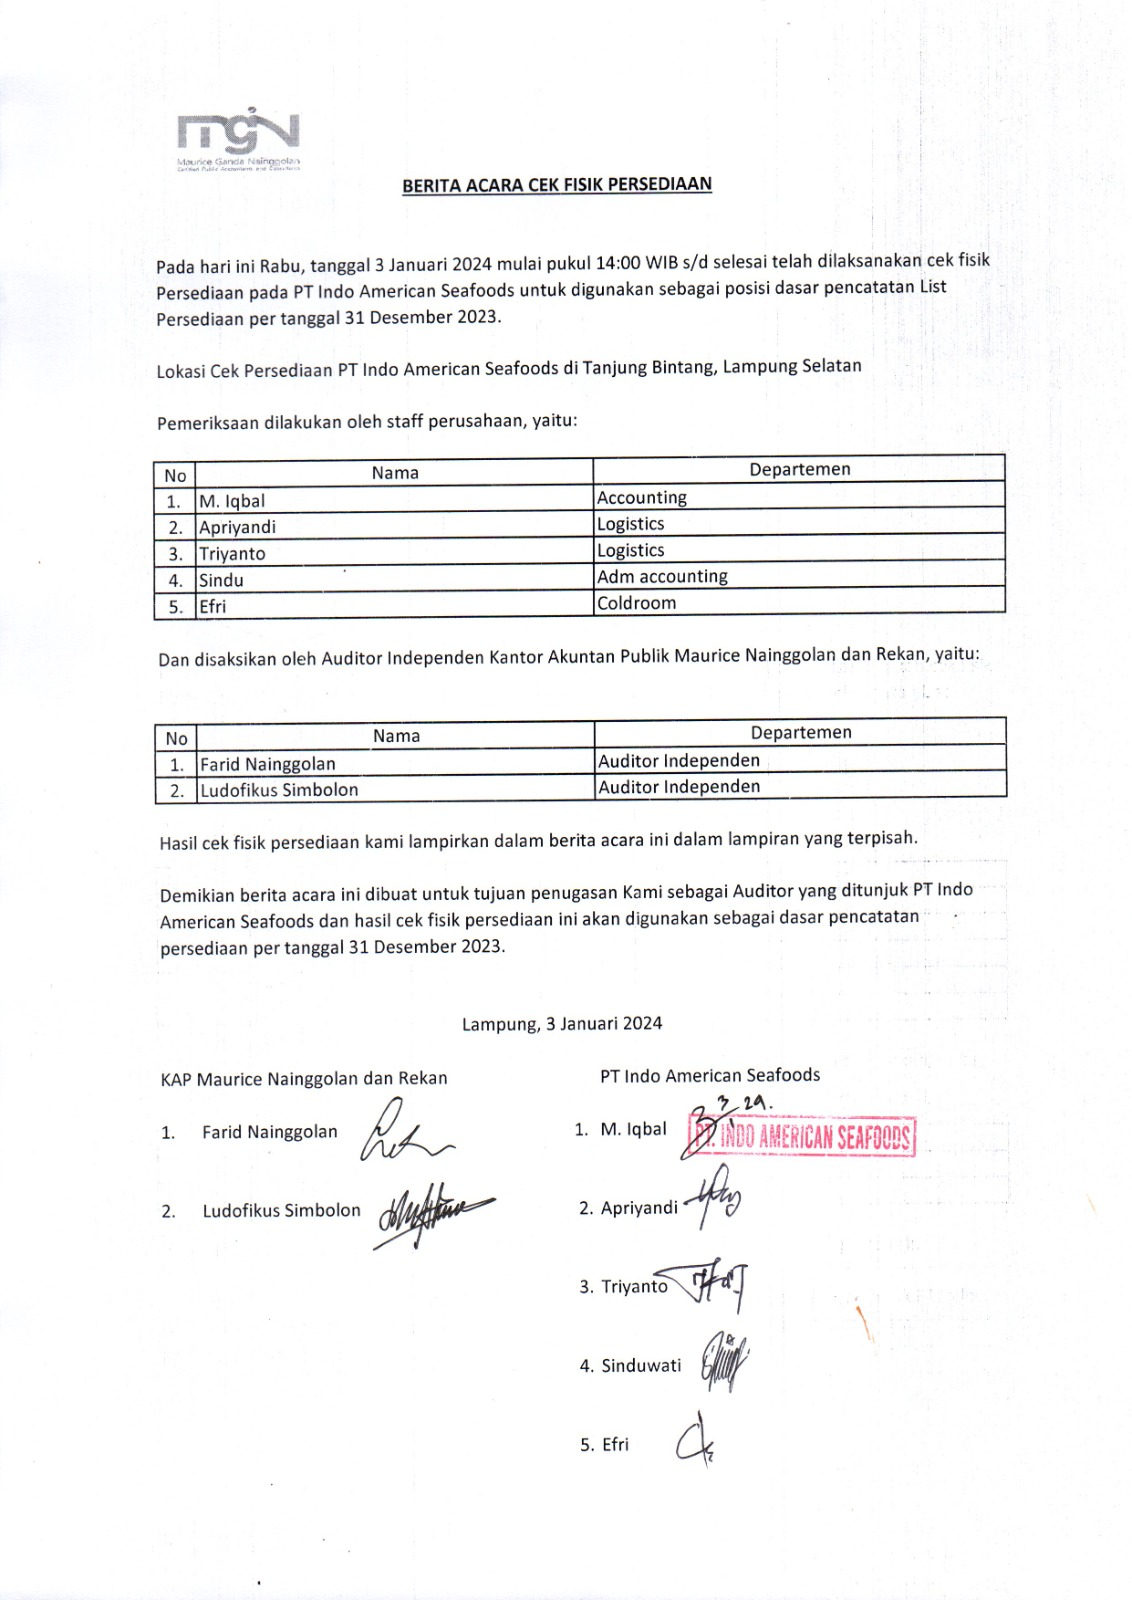 mgN
Maurice Ganda Nainggolan
Certified Public Accountants and Consultants
BERITA ACARA CEK FISIK PERSEDIAAN
Pada hari ini Rabu, tanggal 3 Januari 2024 mulai pukul 14:00 WIB s/d selesai telah dilaksanakan cek fisik
Persediaan pada PT Indo American Seafoods untuk digunakan sebagai posisi dasar pencatatan List
Persediaan per tanggal 31 Desember 2023.
Lokasi Cek Persediaan PT Indo American Seafoods di Tanjung Bintang, Lampung Selatan
Pemeriksaan dilakukan oleh staff perusahaan, yaitu:
No Nama Departemen
1. M. Iqbal Accounting
2. Apriyandi Logistics
3. Triyanto Logistics
4. Sindu Adm accounting
5. Efri Coldroom
Dan disaksikan oleh Auditor Independen Kantor Akuntan Publik Maurice Nainggolan dan Rekan, yaitu:
No Nama Departemen
1. Farid Nainggolan Auditor Independen
2. Ludofikus Simbolon Auditor Independen
Hasil cek fisik persediaan kami lampirkan dalam berita acara ini dalam lampiran yang terpisah.
Demikian berita acara ini dibuat untuk tujuan penugasan Kami sebagai Auditor yang ditunjuk PT Indo
American Seafoods dan hasil cek fisik persediaan ini akan digunakan sebagai dasar pencatatan
persediaan per tanggal 31 Desember 2023.
Lampung, 3 Januari 2024
KAP Maurice Nainggolan dan Rekan PT Indo American Seafoods
1. Farid Nainggolan 1. M. Iqbal
PT. INDO AMERICAN SEAFOODS
2. Ludofikus Simbolon 2. Apriyandi
3. Triyanto
4. Sinduwati
5. Efri